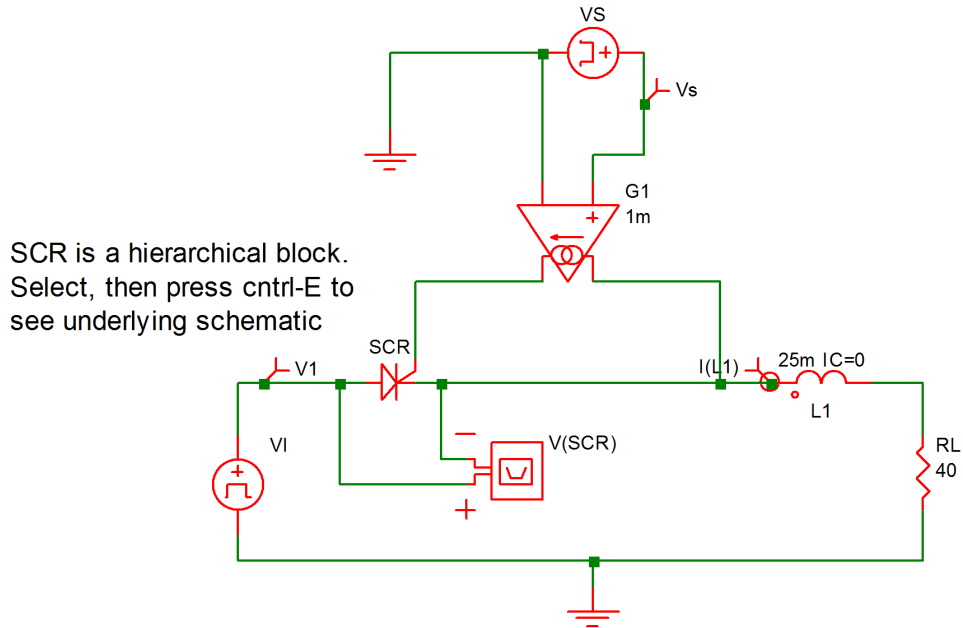 VS
Vs
G1
1m
SCR is a hierarchical block.
Select, then press cntrl-E to
see underlying schematic
SCR
V1
I(L1)
25m IC=0
L1
VI
V(SCR)
RL
40